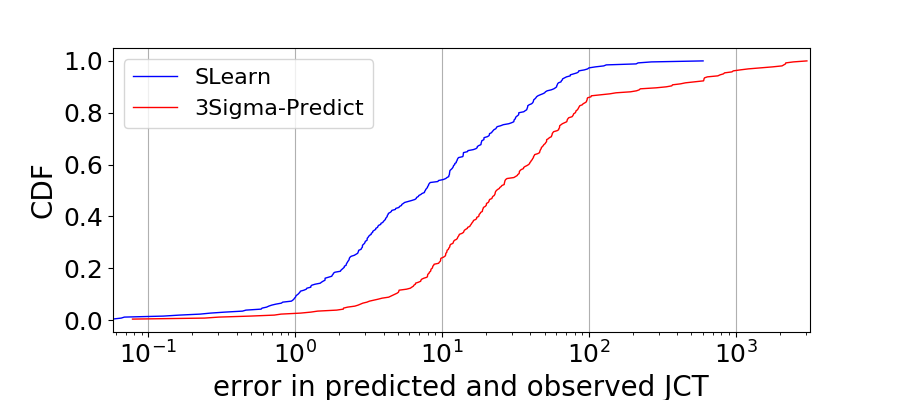 SLearn
3Sigma-Predict
CDF
1.0
0.8
0.6
0.4
0.2
0.0
10⁻¹ 10⁰ 10¹ 10² 10³
error in predicted and observed JCT